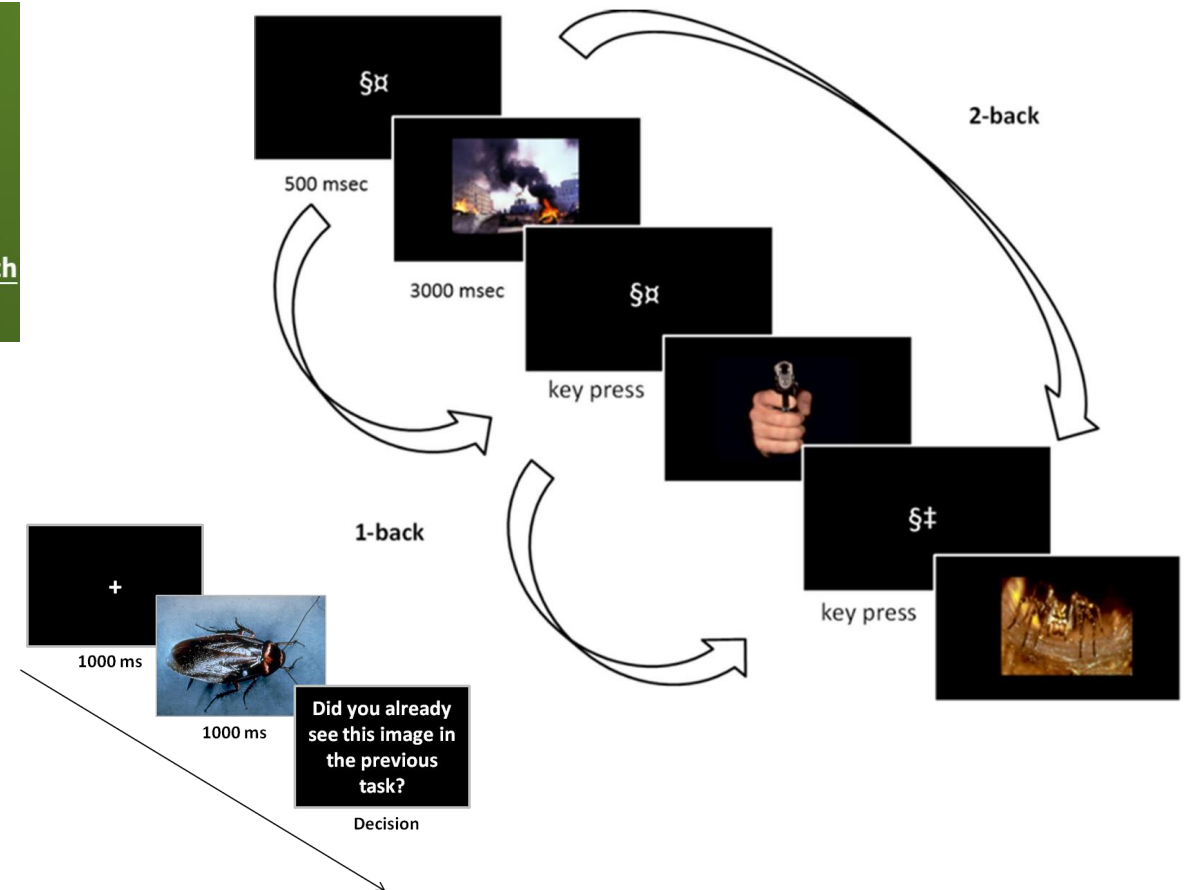 §¤
500 msec
2-back
3000 msec
§¤
key press
§‡
key press
1-back
+
1000 ms
1000 ms
Did you already
see this image in
the previous
task?
Decision